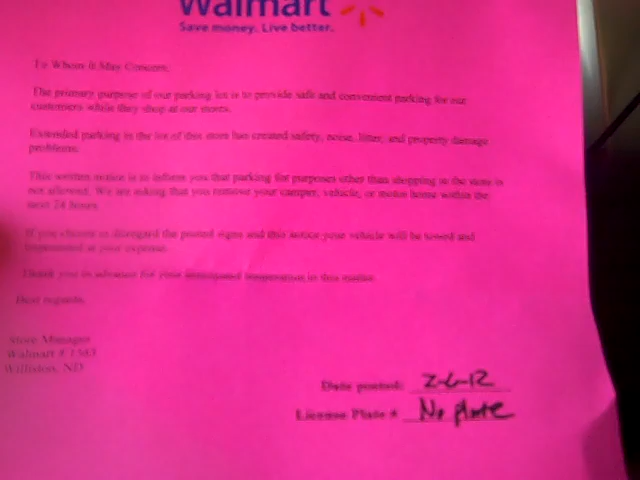 Walmart
Save money. Live better.
To Whom It May Concern,
The primary purpose of our parking lot is to provide safe and convenient parking for our
customers while they shop at our stores.
Extended parking in the lot of this store has created safety, noise, litter, and property damage
problems.
This written notice is to inform you that parking for purposes other than shopping in the store is
not allowed. We are asking that you remove your camper, vehicle, or motor home within the
next 24 hours.
If you choose to disregard the posted signs and this notice your vehicle will be towed and
impounded at your expense.
Thank you in advance for your anticipated cooperation in this matter.
Best regards,
Store Manager
Walmart # 1583
Williston, ND
Date posted: 2-6-12
License Plate # No plate